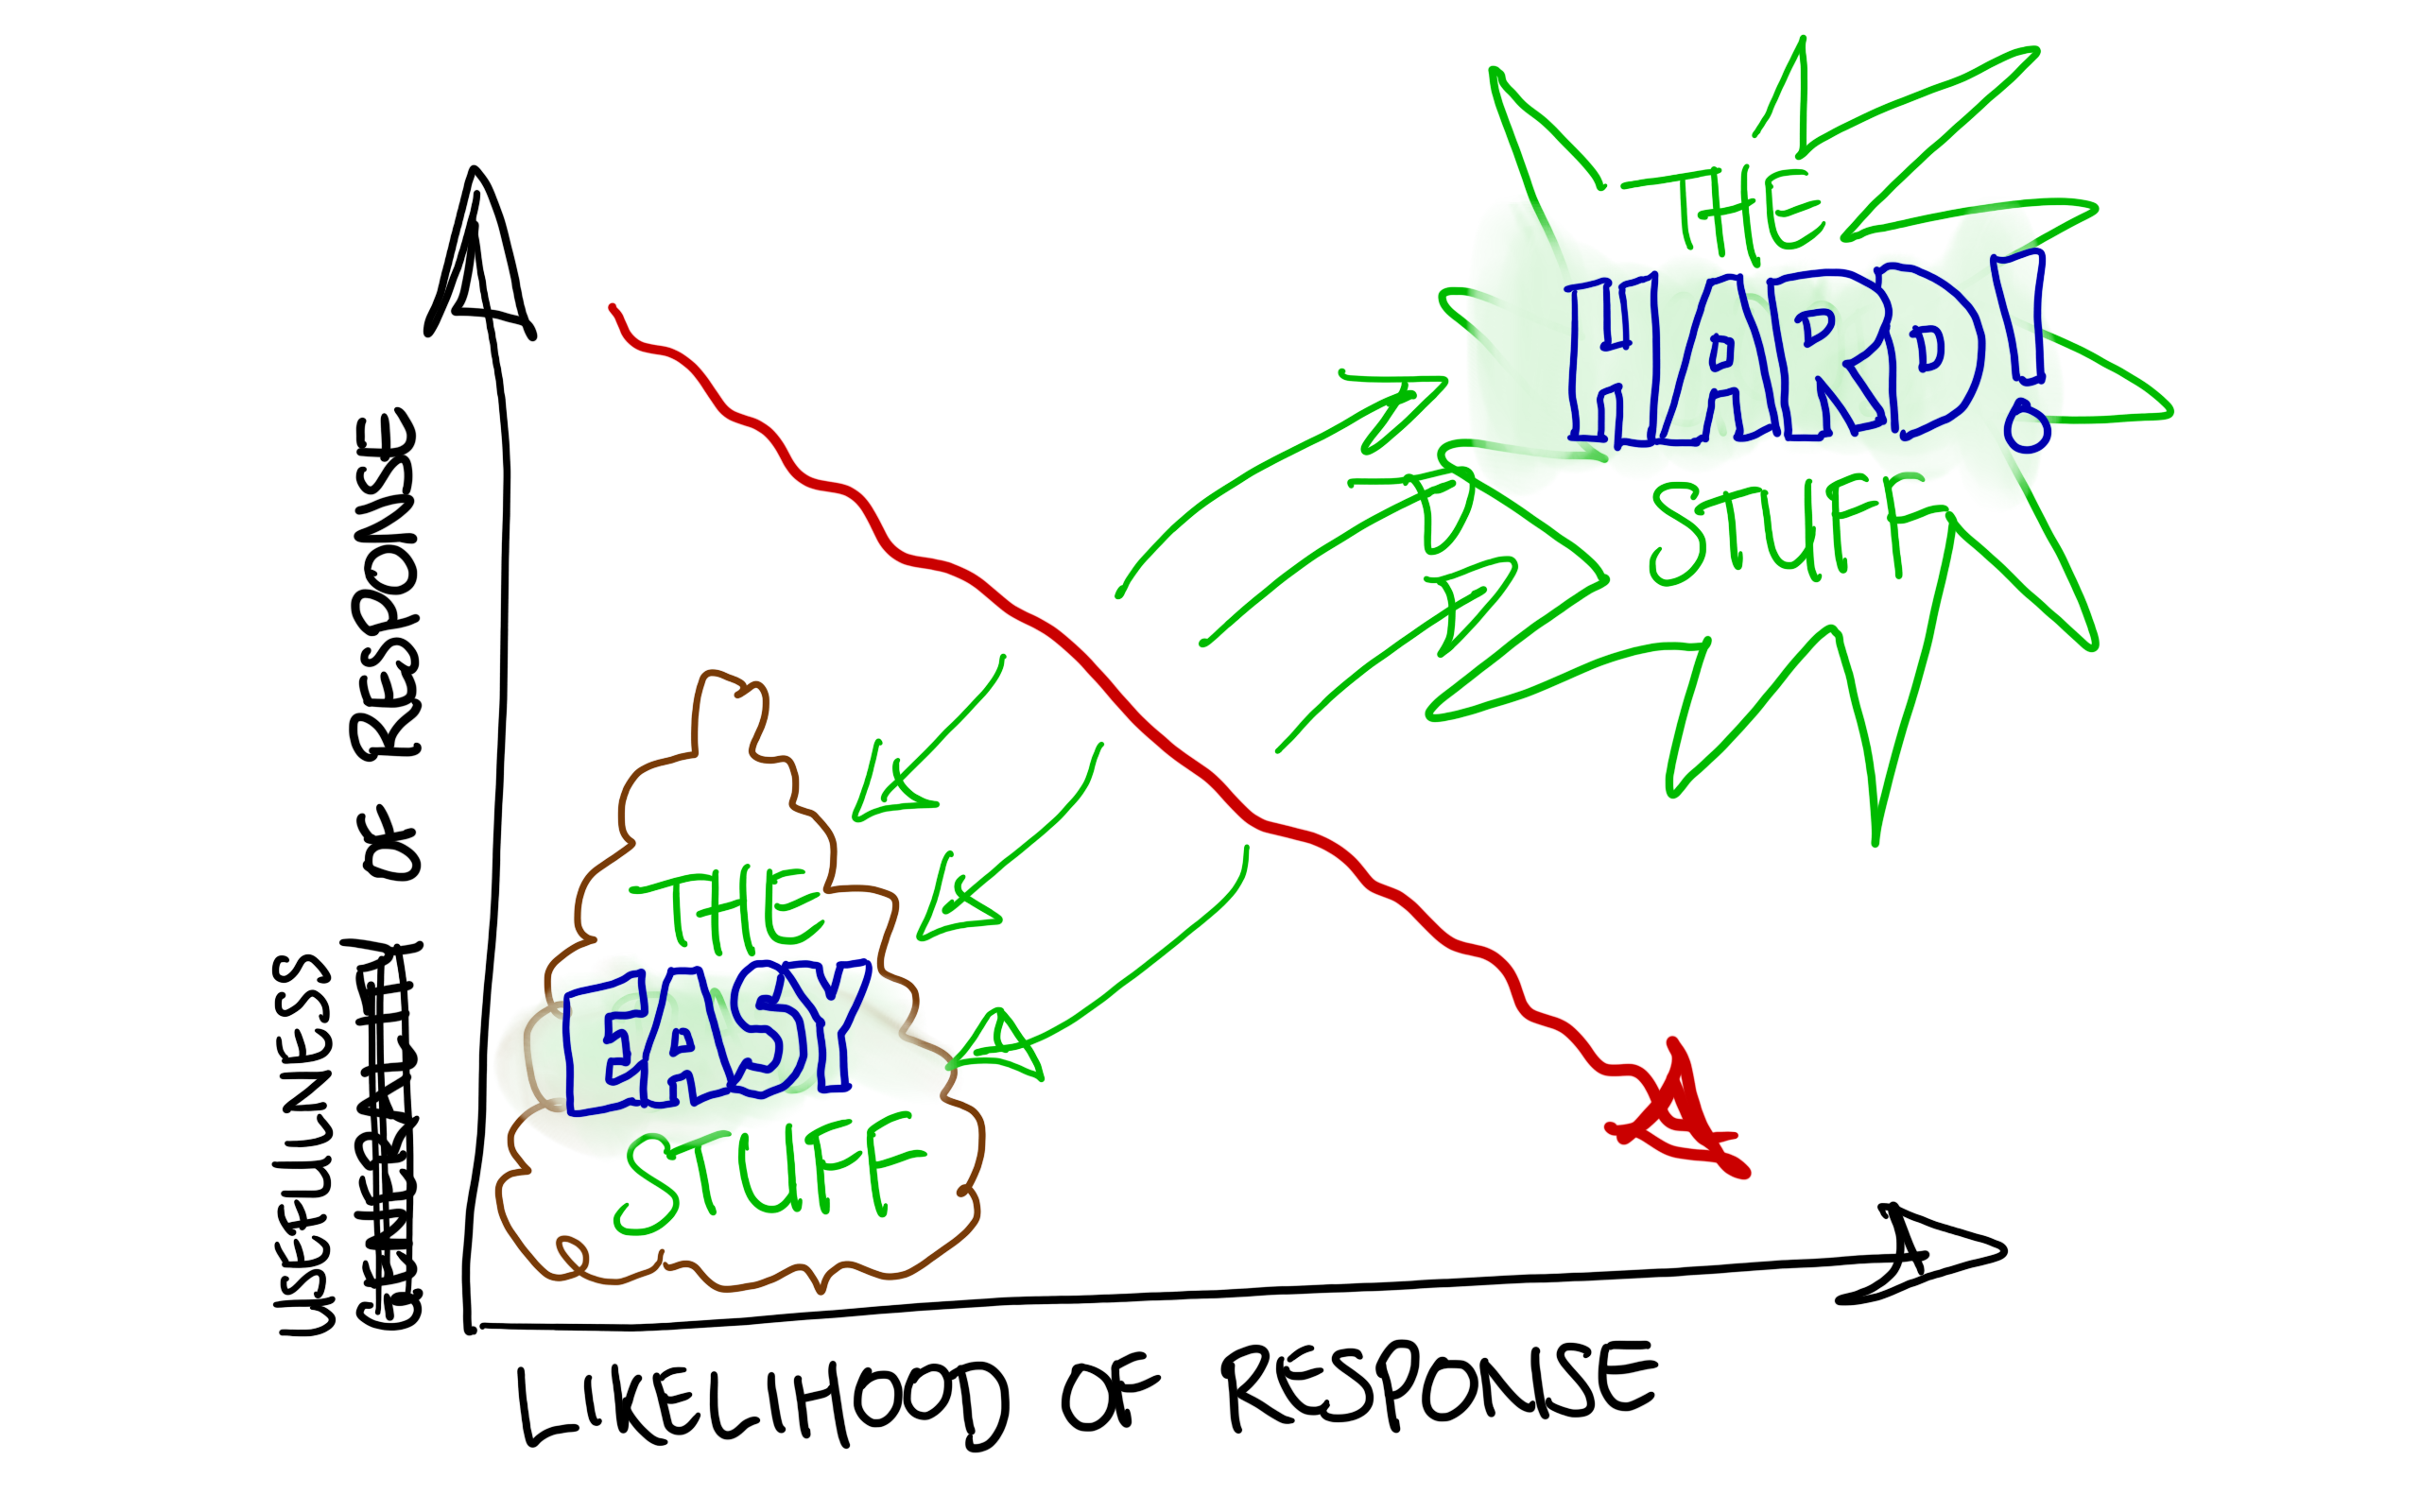 THE
HARD!
STUFF
USEFULNESS
GENERALITY OF RESPONSE
THE
EASY
STUFF
LIKELIHOOD OF RESPONSE